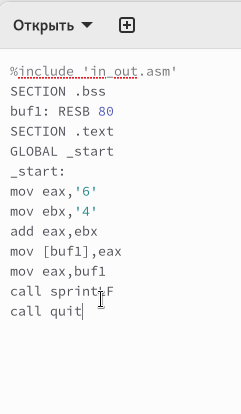 Открыть
%include 'in_out.asm'
SECTION .bss
buf1: RESB 80
SECTION .text
GLOBAL _start
_start:
mov eax,'6'
mov ebx,'4'
add eax,ebx
mov [buf1],eax
mov eax,buf1
call sprintLF
call quit